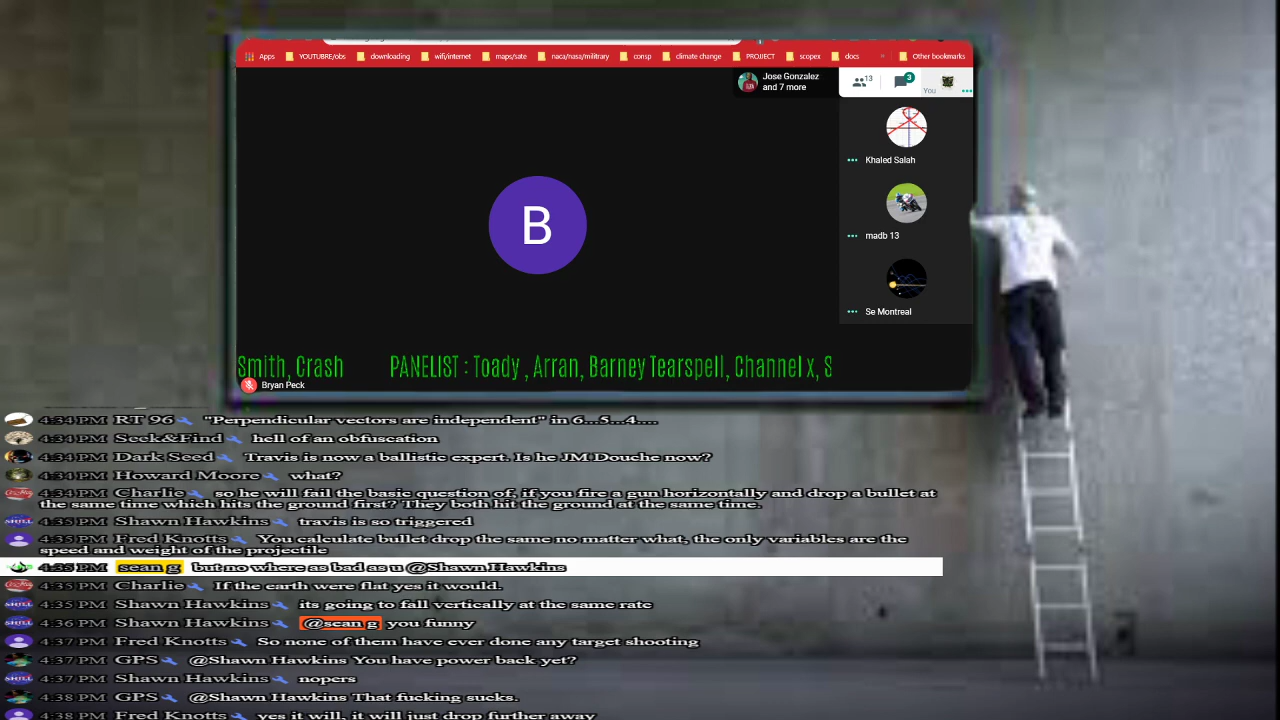 Apps YOUTUBRE/obs downloading wifi/internet maps/sate naca/nasa/militrary consp climate change PROJJECT scopex docs Other bookmarks
Jose Gonzalez
and 7 more
13
3
You
Khaled Salah
B
madb 13
Se Montreal
Smith, Crash PANELIST : Toady , Arran, Barney Tearspell, Channel x, S
Bryan Peck
4:34 PM RT 96 "Perpendicular vectors are independent" in 6...5...4....
4:34 PM Seek&Find hell of an obfuscation
4:34 PM Dark Seed Travis is now a ballistic expert. Is he JM Douche now?
4:34 PM Howard Moore what?
4:34 PM Charlie so he will fail the basic question of, if you fire a gun horizontally and drop a bullet at
the same time which hits the ground first? They both hit the ground at the same time.
4:35 PM Shawn Hawkins travis is so triggered
4:35 PM Fred Knotts You calculate bullet drop the same no matter what, the only variables are the
speed and weight of the projectile
4:35 PM sean g but no where as bad as u @Shawn Hawkins
4:35 PM Charlie If the earth were flat yes it would.
4:35 PM Shawn Hawkins its going to fall vertically at the same rate
4:36 PM Shawn Hawkins @sean g you funny
4:37 PM Fred Knotts So none of them have ever done any target shooting
4:37 PM GPS @Shawn Hawkins You have power back yet?
4:37 PM Shawn Hawkins nopers
4:38 PM GPS @Shawn Hawkins That fucking sucks.
4:38 PM Fred Knotts yes it will, it will just drop further away